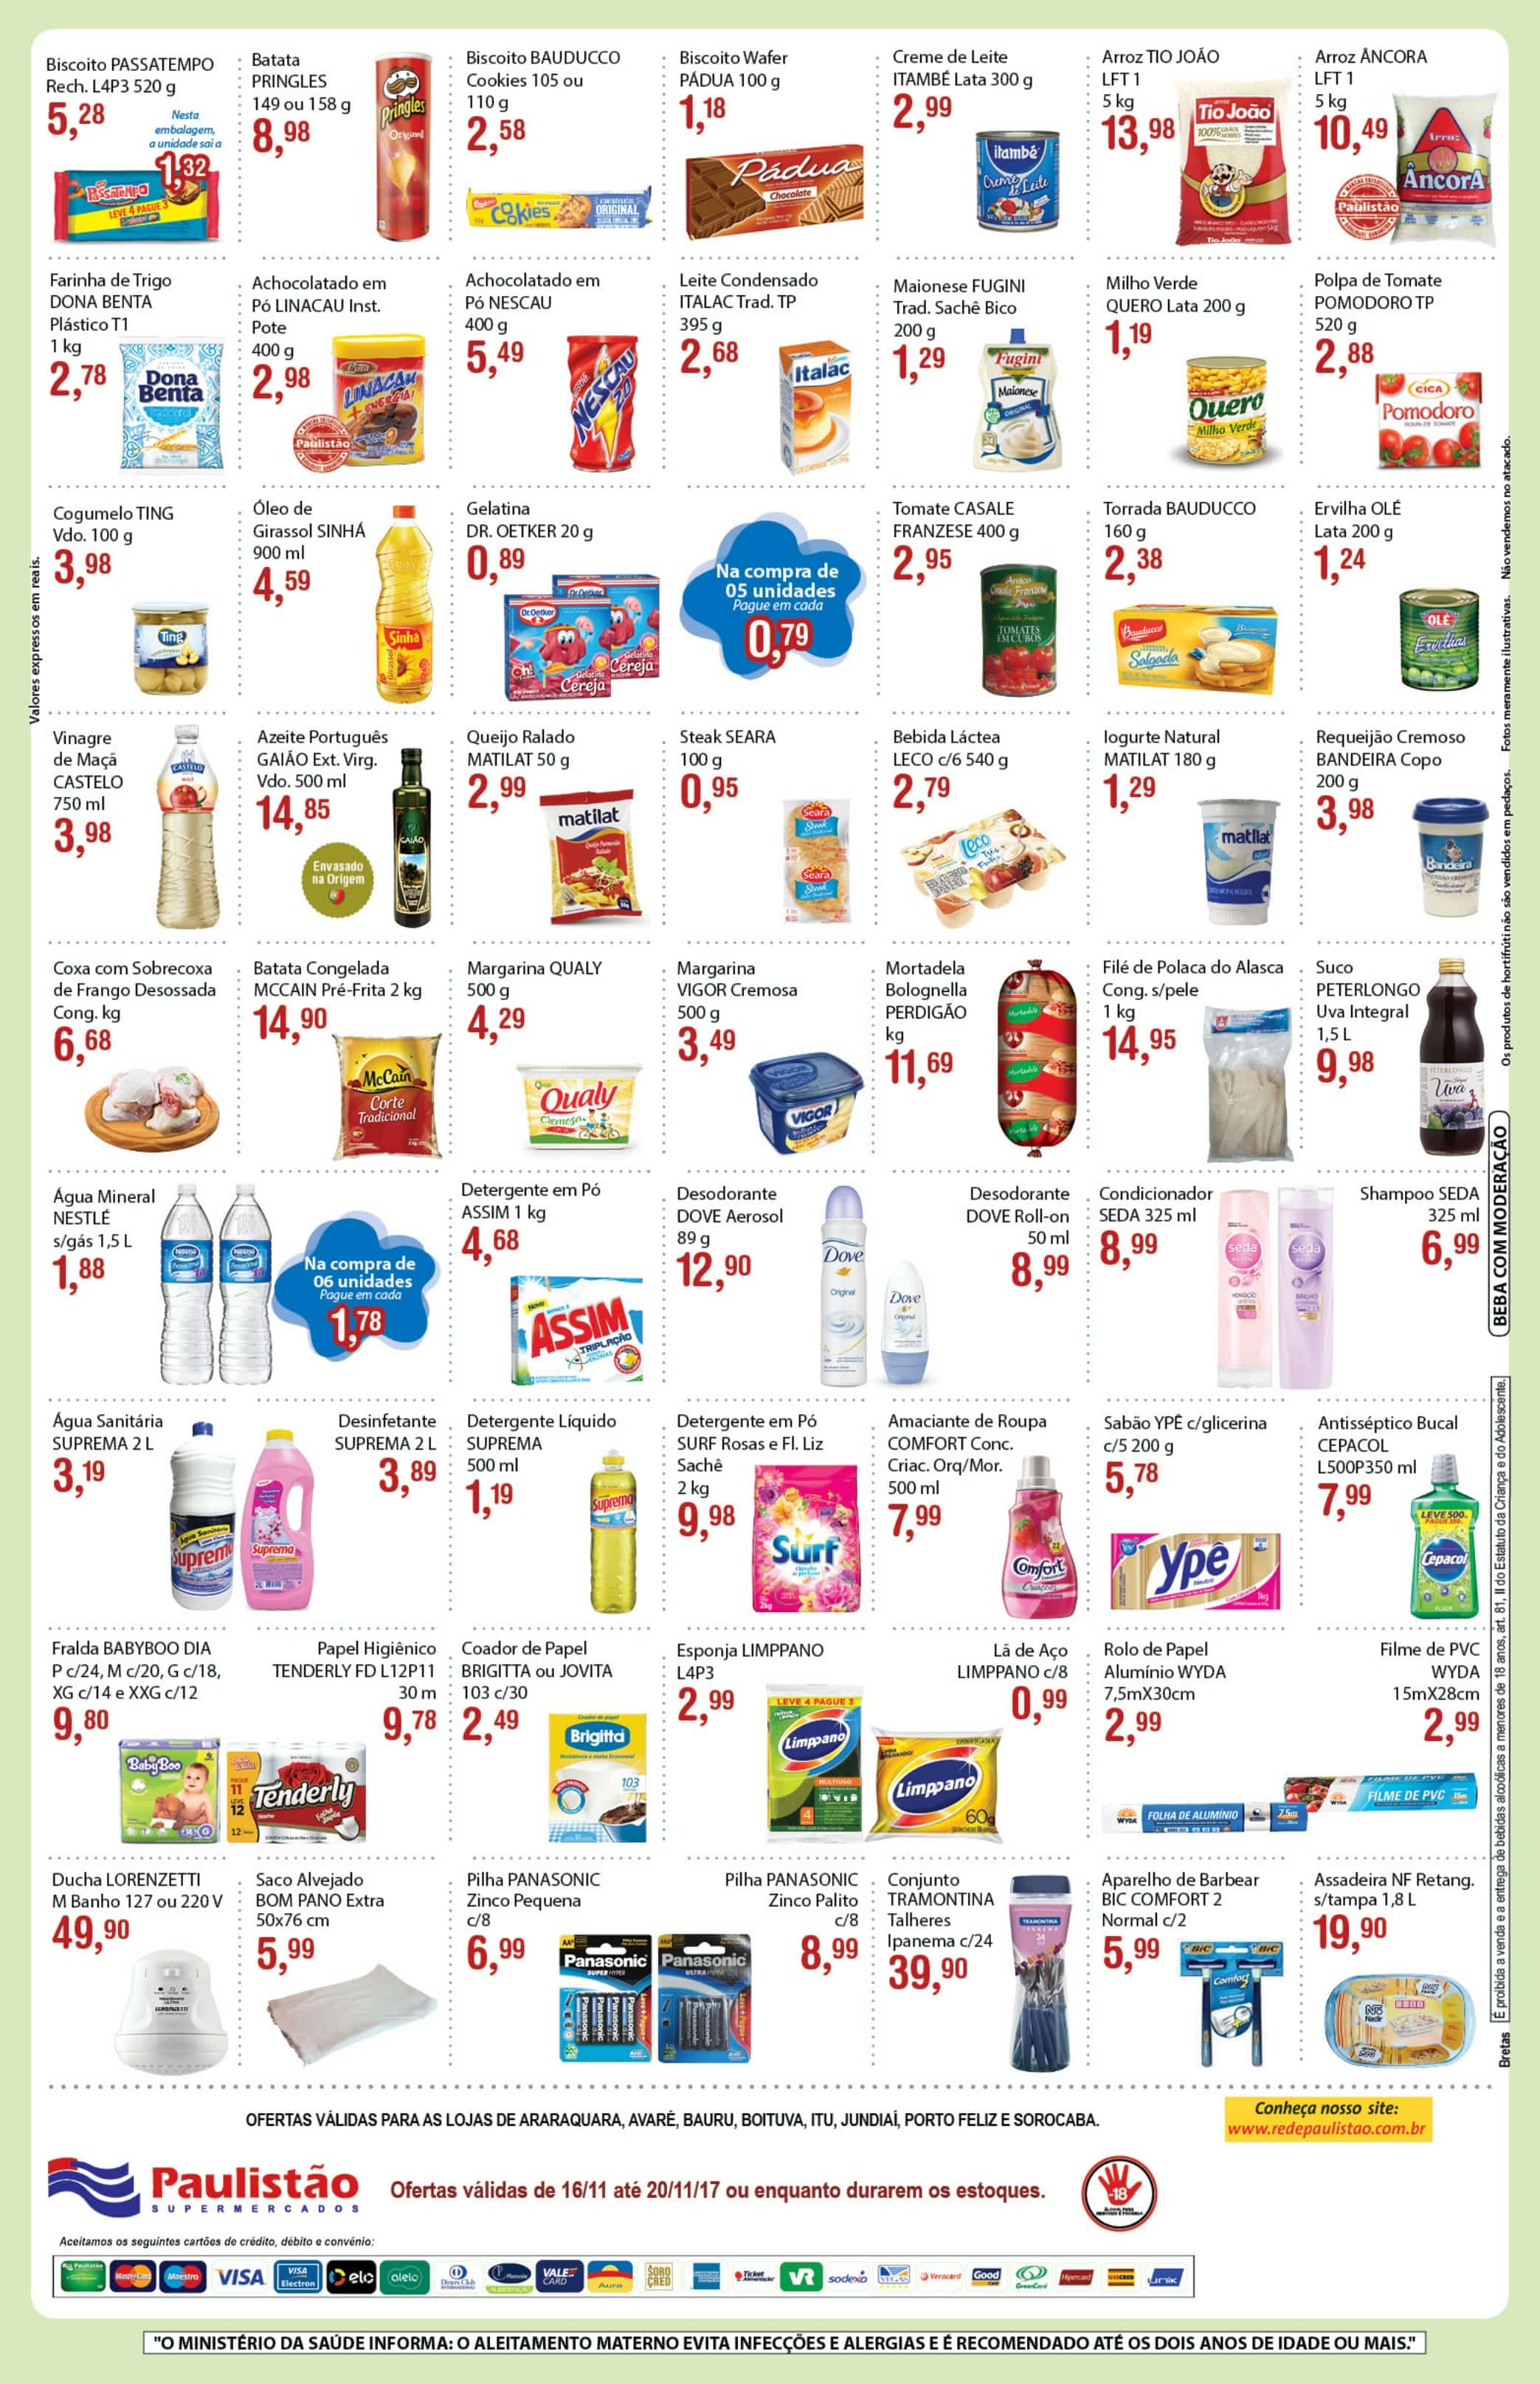 Biscoito PASSATEMPO
Rech. L4P3 520 g
5,28
Nesta
embalagem,
a unidade sai a
1,32
Batata
PRINGLES
149 ou 158 g
8,98
Biscoito BAUDUCCO
Cookies 105 ou
110 g
2,58
Biscoito Wafer
PÁDUA 100 g
1,18
Creme de Leite
ITAMBÉ Lata 300 g
2,99
Arroz TIO JOÃO
LFT 1
5 kg
13,98
Arroz ÂNCORA
LFT 1
5 kg
10,49
Farinha de Trigo
DONA BENTA
Plástico T1
1 kg
2,78
Achocolatado em
Pó LINACAU Inst.
Pote
400 g
2,98
Achocolatado em
Pó NESCAU
400 g
5,49
Leite Condensado
ITALAC Trad. TP
395 g
2,68
Maionese FUGINI
Trad. Sachê Bico
200 g
1,29
Milho Verde
QUERO Lata 200 g
1,19
Polpa de Tomate
POMODORO TP
520 g
2,88
Cogumelo TING
Vdo. 100 g
3,98
Óleo de
Girassol SINHÁ
900 ml
4,59
Gelatina
DR. OETKER 20 g
0,89
Na compra de
05 unidades
Pague em cada
0,79
Tomate CASALE
FRANZESE 400 g
2,95
Torrada BAUDUCCO
160 g
2,38
Ervilha OLÉ
Lata 200 g
1,24
Vinagre
de Maçã
CASTELO
750 ml
3,98
Azeite Português
GAIÃO Ext. Virg.
Vdo. 500 ml
14,85
Envasado
na Origem
Queijo Ralado
MATILAT 50 g
2,99
Steak SEARA
100 g
0,95
Bebida Láctea
LECO c/6 540 g
2,79
Iogurte Natural
MATILAT 180 g
1,29
Requeijão Cremoso
BANDEIRA Copo
200 g
3,98
Coxa com Sobrecoxa
de Frango Desossada
Cong. kg
6,68
Batata Congelada
MCCAIN Pré-Frita 2 kg
14,90
Margarina QUALY
500 g
4,29
Margarina
VIGOR Cremosa
500 g
3,49
Mortadela
Bolognella
PERDIGÃO
kg
11,69
Filé de Polaca do Alasca
Cong. s/pele
1 kg
14,95
Suco
PETERLONGO
Uva Integral
1,5 L
9,98
Água Mineral
NESTLÉ
s/gás 1,5 L
1,88
Na compra de
06 unidades
Pague em cada
1,78
Detergente em Pó
ASSIM 1 kg
4,68
Desodorante
DOVE Aerosol
89 g
12,90
Desodorante
DOVE Roll-on
50 ml
8,99
Condicionador
SEDA 325 ml
8,99
Shampoo SEDA
325 ml
6,99
Água Sanitária
SUPREMA 2 L
3,19
Desinfetante
SUPREMA 2 L
3,89
Detergente Líquido
SUPREMA
500 ml
1,19
Detergente em Pó
SURF Rosas e Fl. Liz
Sachê
2 kg
9,98
Amaciante de Roupa
COMFORT Conc.
Criac. Orq/Mor.
500 ml
7,99
Sabão YPÊ c/glicerina
c/5 200 g
5,78
Antisséptico Bucal
CEPACOL
L500P350 ml
7,99
Fralda BABYBOO DIA
P c/24, M c/20, G c/18,
XG c/14 e XXG c/12
9,80
Papel Higiênico
TENDERLY FD L12P11
30 m
9,78
Coador de Papel
BRIGITTA ou JOVITA
103 c/30
2,49
Esponja LIMPPANO
L4P3
2,99
Lã de Aço
LIMPPANO c/8
0,99
Rolo de Papel
Alumínio WYDA
7,5mX30cm
2,99
Filme de PVC
WYDA
15mX28cm
2,99
Ducha LORENZETTI
M Banho 127 ou 220 V
49,90
Saco Alvejado
BOM PANO Extra
50x76 cm
5,99
Pilha PANASONIC
Zinco Pequena
c/8
6,99
Pilha PANASONIC
Zinco Palito
c/8
8,99
Conjunto
TRAMONTINA
Talheres
Ipanema c/24
39,90
Aparelho de Barbear
BIC COMFORT 2
Normal c/2
5,99
Assadeira NF Retang.
s/tampa 1,8 L
19,90
Valores expressos em reais.
Os produtos de hortifrúti não são vendidos em pedaços. Fotos meramente ilustrativas. Não vendemos no atacado.
BEBA COM MODERAÇÃO
É proibida a venda e a entrega de bebidas alcoólicas a menores de 18 anos, art. 81, II do Estatuto da Criança e do Adolescente.
Bretas
OFERTAS VÁLIDAS PARA AS LOJAS DE ARARAQUARA, AVARÉ, BAURU, BOITUVA, ITU, JUNDIAÍ, PORTO FELIZ E SOROCABA.
Conheça nosso site:
www.redepaulistao.com.br
Paulistão
SUPERMERCADOS
Ofertas válidas de 16/11 até 20/11/17 ou enquanto durarem os estoques.
-18
Aceitamos os seguintes cartões de crédito, débito e convênio:
MasterCard Maestro VISA VISA Electron elo alelo Diners Club VALE CARD Aura SORO CRED Ticket VR sodexo VEGAS Verocard Good GreenCard Hipercard
"O MINISTÉRIO DA SAÚDE INFORMA: O ALEITAMENTO MATERNO EVITA INFECÇÕES E ALERGIAS E É RECOMENDADO ATÉ OS DOIS ANOS DE IDADE OU MAIS."